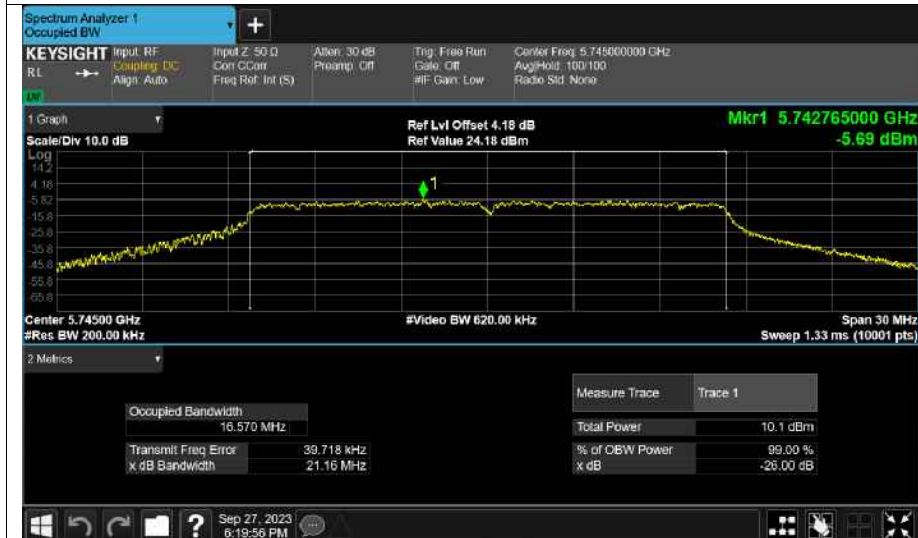 Spectrum Analyzer 1
Occupied BW
KEYSIGHT
Input: RF
Coupling: DC
Align: Auto
Input Z: 50 Ω
Corr CCorr
Freq Ref: Int (S)
Atten: 30 dB
Preamp: Off
Trig: Free Run
Gate: Off
#IF Gain: Low
Center Freq: 5.745000000 GHz
Avg|Hold: 100/100
Radio Std: None
R L
1 Graph
Scale/Div 10.0 dB
Ref Lvl Offset 4.18 dB
Ref Value 24.18 dBm
Mkr1 5.742765000 GHz
-5.69 dBm
Log
14.2
4.18
-5.82
-15.8
-25.8
-35.8
-45.8
-55.8
-65.8
1
Center 5.74500 GHz
#Res BW 200.00 kHz
#Video BW 620.00 kHz
Span 30 MHz
Sweep 1.33 ms (10001 pts)
2 Metrics
Measure Trace Trace 1
Occupied Bandwidth
16.570 MHz
Total Power 10.1 dBm
Transmit Freq Error 39.718 kHz
% of OBW Power 99.00 %
x dB Bandwidth 21.16 MHz
x dB -26.00 dB
Sep 27, 2023
6:19:56 PM